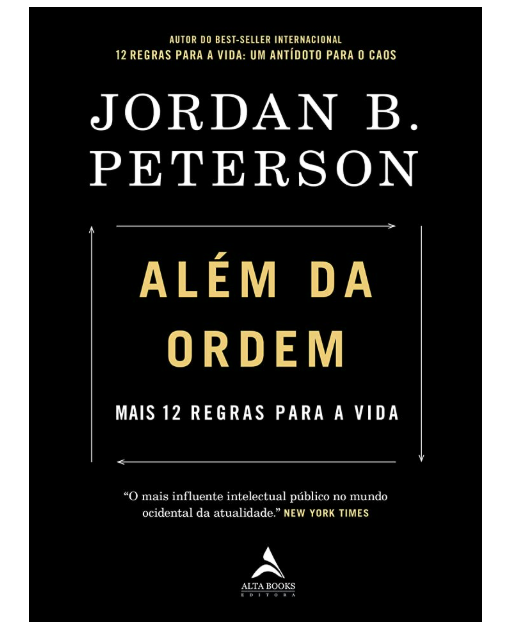 AUTOR DO BEST-SELLER INTERNACIONAL
12 REGRAS PARA A VIDA: UM ANTÍDOTO PARA O CAOS
JORDAN B.
PETERSON
ALÉM DA
ORDEM
MAIS 12 REGRAS PARA A VIDA
“O mais influente intelectual público no mundo
ocidental da atualidade.” NEW YORK TIMES
ALTA BOOKS
EDITORA